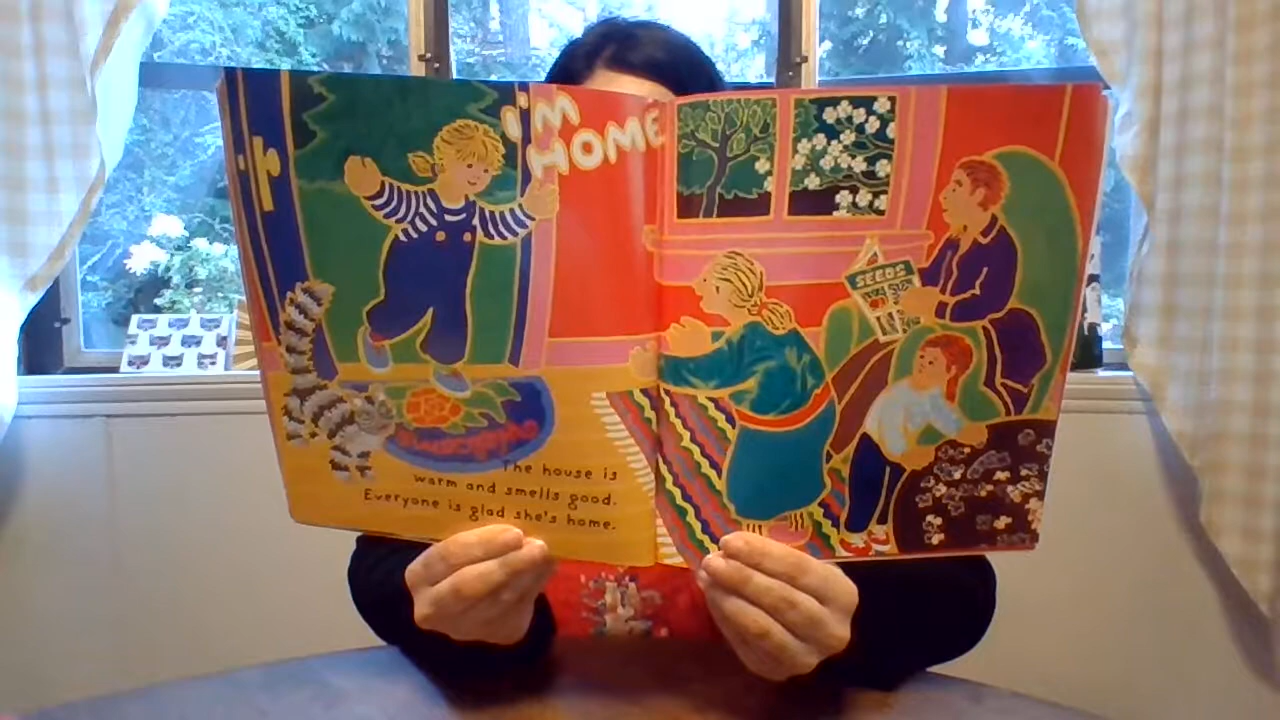 I'M
HOME
SEEDS
The house is
warm and smells good.
Everyone is glad she's home.